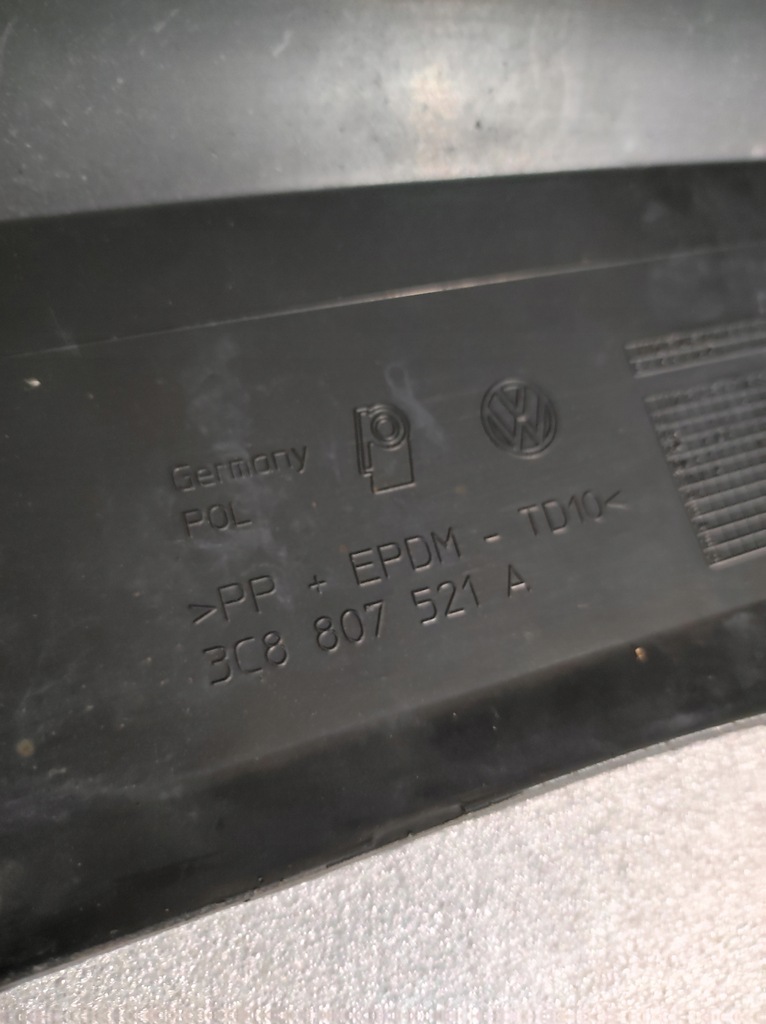 Germany
POL
>PP + EPDM - TD10<
3C8 807 521 A